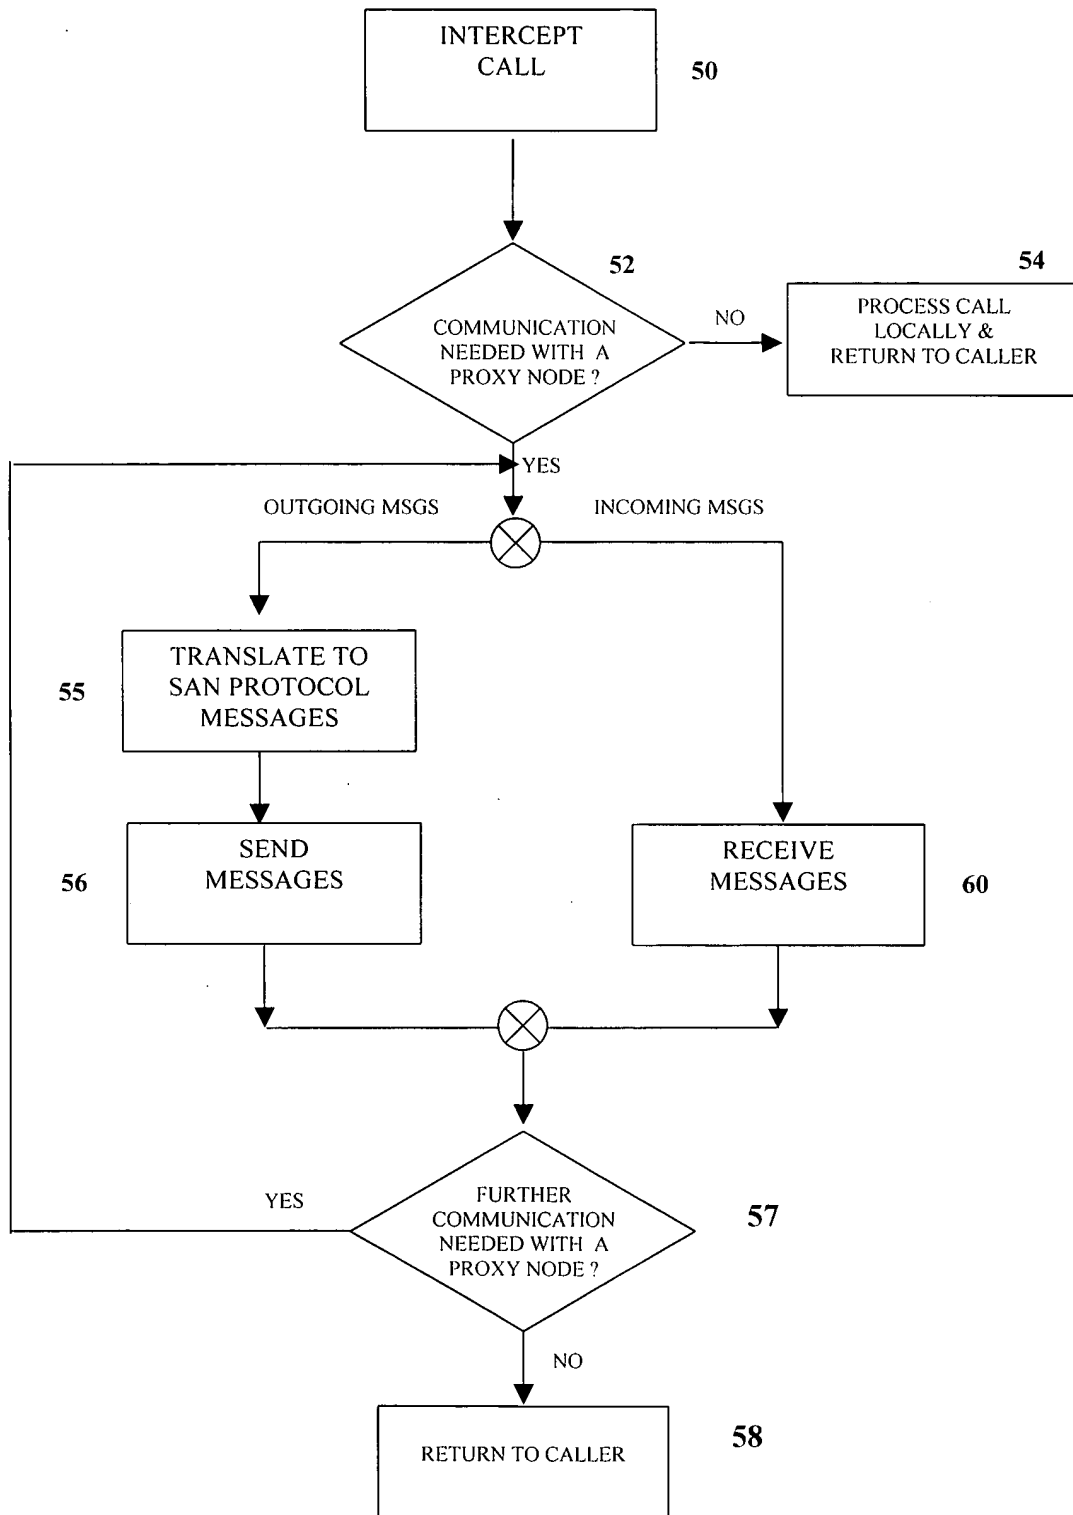 INTERCEPT
CALL
50
52
54
COMMUNICATION
NEEDED WITH A
PROXY NODE ?
NO
PROCESS CALL
LOCALLY &
RETURN TO CALLER
YES
OUTGOING MSGS
INCOMING MSGS
55
TRANSLATE TO
SAN PROTOCOL
MESSAGES
56
SEND
MESSAGES
RECEIVE
MESSAGES
60
YES
FURTHER
COMMUNICATION
NEEDED WITH A
PROXY NODE ?
57
NO
58
RETURN TO CALLER